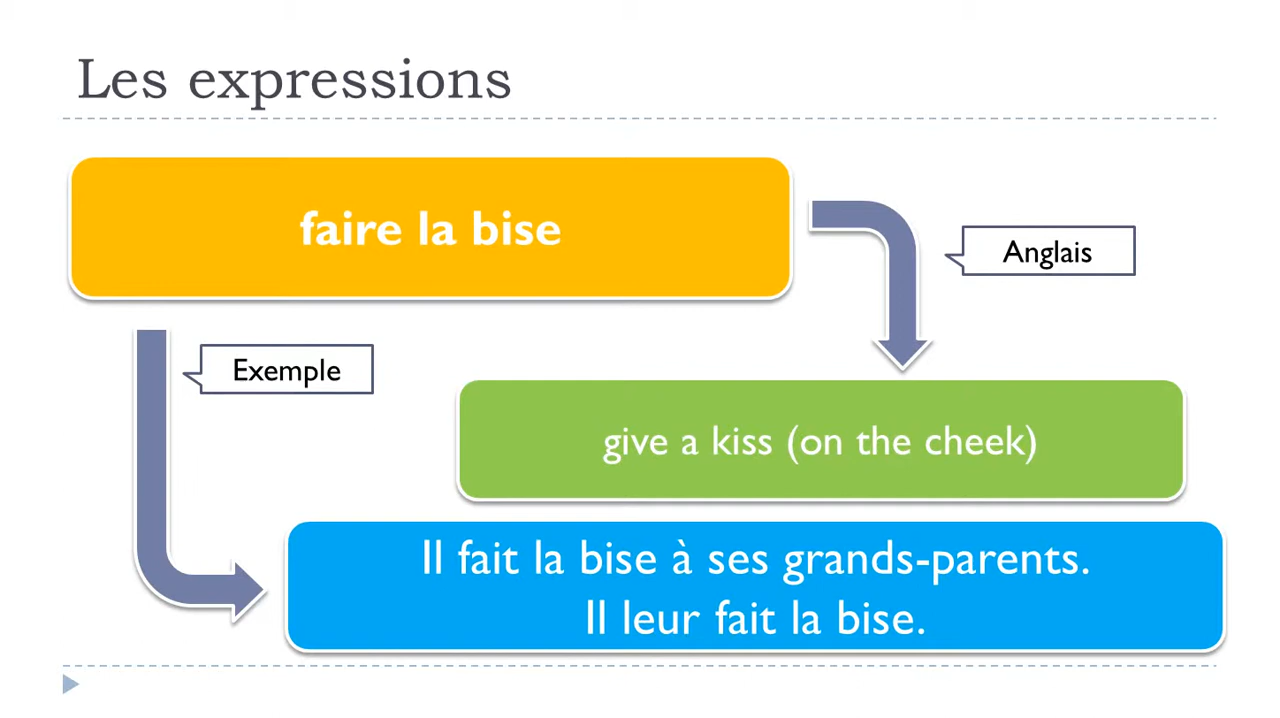 Les expressions
faire la bise
Anglais
Exemple
give a kiss (on the cheek)
Il fait la bise à ses grands-parents.
Il leur fait la bise.